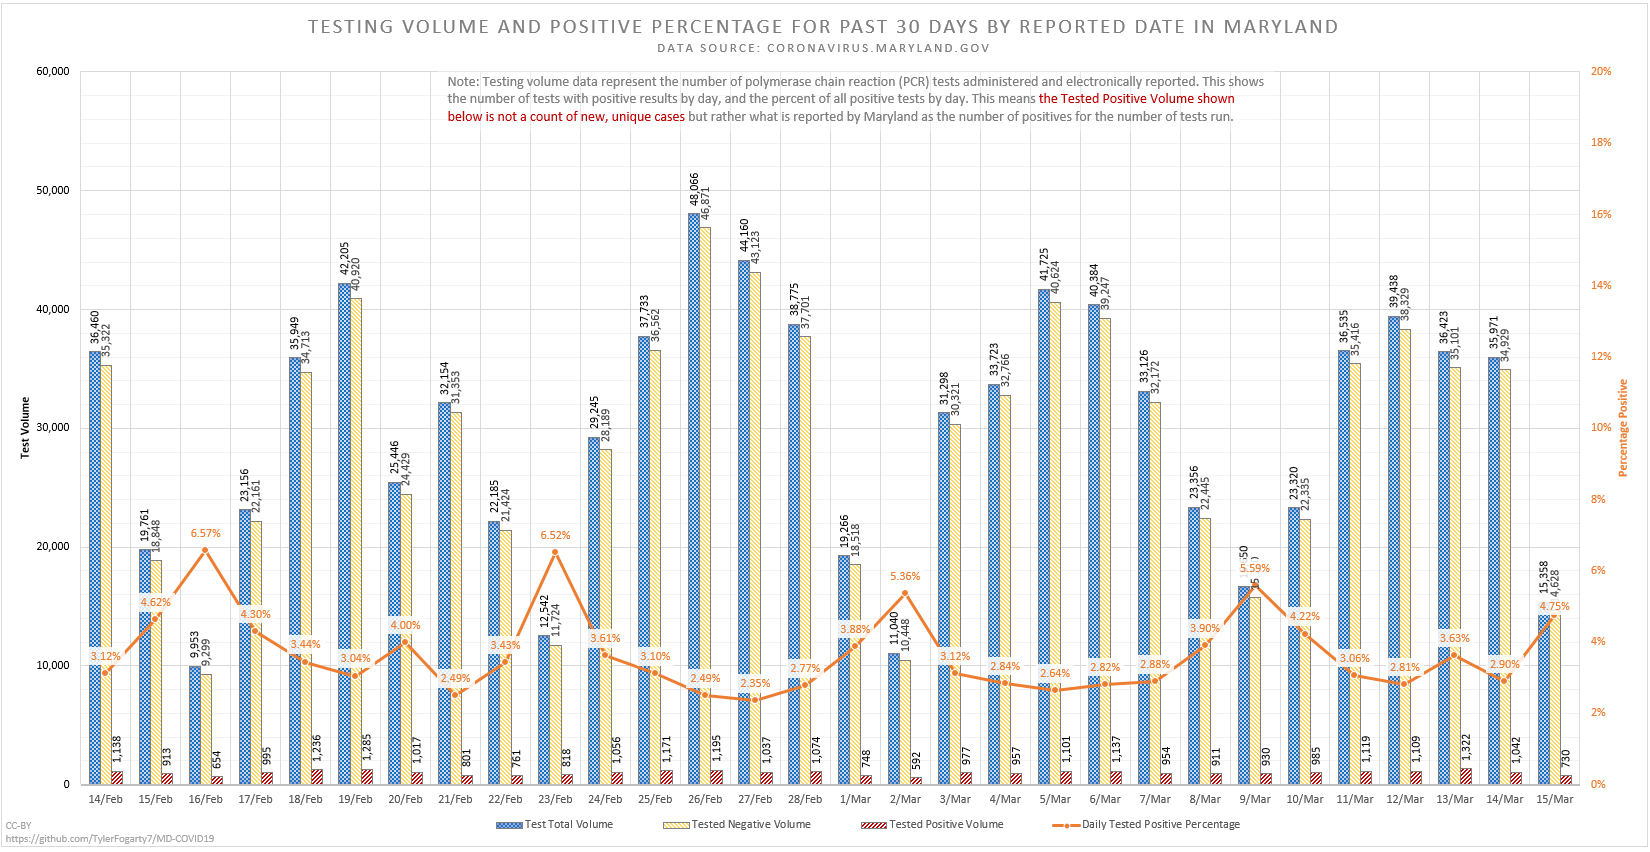 TESTING VOLUME AND POSITIVE PERCENTAGE FOR PAST 30 DAYS BY REPORTED DATE IN MARYLAND
DATA SOURCE: CORONAVIRUS.MARYLAND.GOV
Note: Testing volume data represent the number of polymerase chain reaction (PCR) tests administered and electronically reported. This shows
the number of tests with positive results by day, and the percent of all positive tests by day. This means the Tested Positive Volume shown
below is not a count of new, unique cases but rather what is reported by Maryland as the number of positives for the number of tests run.
Test Volume
60,000
50,000
40,000
30,000
20,000
10,000
0
36,460 35,322 3.12% 1,138
19,761 18,848 4.62% 913
9,953 9,299 6.57% 654
23,156 22,161 4.30% 995
35,949 34,713 3.44% 1,236
42,205 40,920 3.04% 1,285
25,446 24,429 4.00% 1,017
32,154 31,353 2.49% 801
22,185 21,424 3.43% 761
12,542 11,724 6.52% 818
29,245 28,189 3.61% 1,056
37,733 36,562 3.10% 1,171
48,066 46,871 2.49% 1,195
44,160 43,123 2.35% 1,037
38,775 37,701 2.77% 1,074
19,266 18,518 3.88% 748
11,040 10,448 5.36% 592
31,298 30,321 3.12% 977
33,723 32,766 2.84% 957
41,725 40,624 2.64% 1,101
40,384 39,247 2.82% 1,137
33,126 32,172 2.88% 954
23,356 22,445 3.90% 911
5.59% 930
23,320 22,335 4.22% 985
36,535 35,416 3.06% 1,119
39,438 38,329 2.81% 1,109
36,423 35,101 3.63% 1,322
35,971 34,929 2.90% 1,042
15,358 4.75% 730
20%
18%
16%
14%
12%
10%
8%
6%
4%
2%
0%
Percentage Positive
14/Feb 15/Feb 16/Feb 17/Feb 18/Feb 19/Feb 20/Feb 21/Feb 22/Feb 23/Feb 24/Feb 25/Feb 26/Feb 27/Feb 28/Feb 1/Mar 2/Mar 3/Mar 4/Mar 5/Mar 6/Mar 7/Mar 8/Mar 9/Mar 10/Mar 11/Mar 12/Mar 13/Mar 14/Mar 15/Mar
Test Total Volume Tested Negative Volume Tested Positive Volume Daily Tested Positive Percentage
CC-BY
https://github.com/TylerFogarty7/MD-COVID19